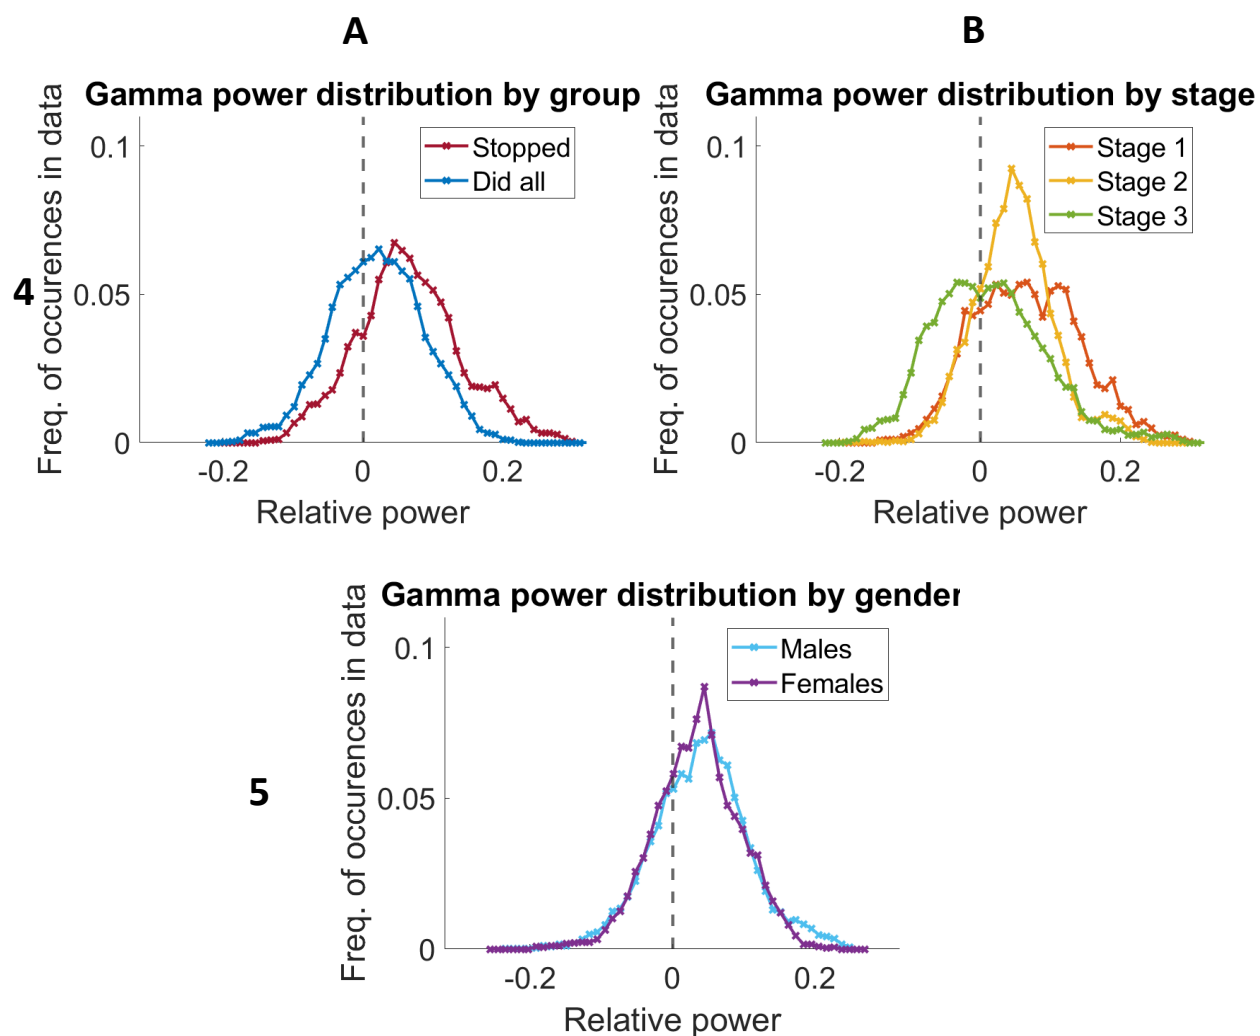 A
B
Gamma power distribution by group
Gamma power distribution by stage
Freq. of occurences in data
0.1
0.05
0
-0.2
0
0.2
Relative power
Stopped
Did all
Freq. of occurences in data
0.1
0.05
0
-0.2
0
0.2
Relative power
Stage 1
Stage 2
Stage 3
4
Gamma power distribution by gender
Freq. of occurences in data
0.1
0.05
0
-0.2
0
0.2
Relative power
Males
Females
5